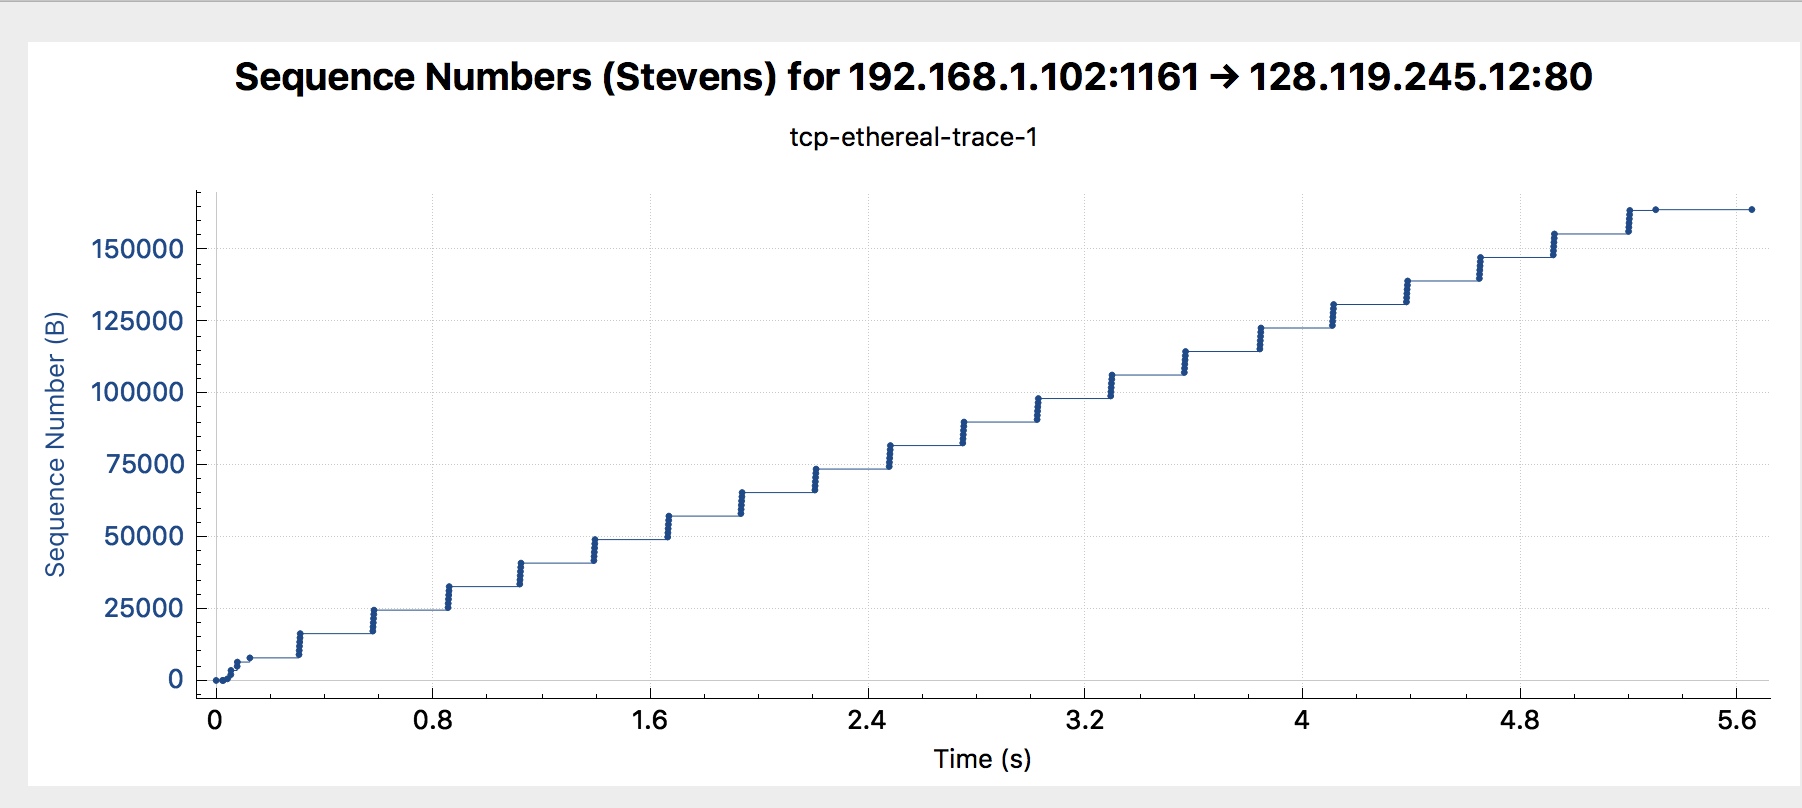 Sequence Numbers (Stevens) for 192.168.1.102:1161 → 128.119.245.12:80
tcp-ethereal-trace-1
Sequence Number (B)
150000
125000
100000
75000
50000
25000
0
0 0.8 1.6 2.4 3.2 4 4.8 5.6
Time (s)